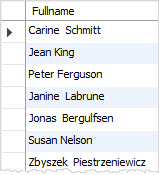 Fullname
Carine  Schmitt
Jean King
Peter Ferguson
Janine  Labrune
Jonas  Bergulfsen
Susan Nelson
Zbyszek  Piestrzeniewicz